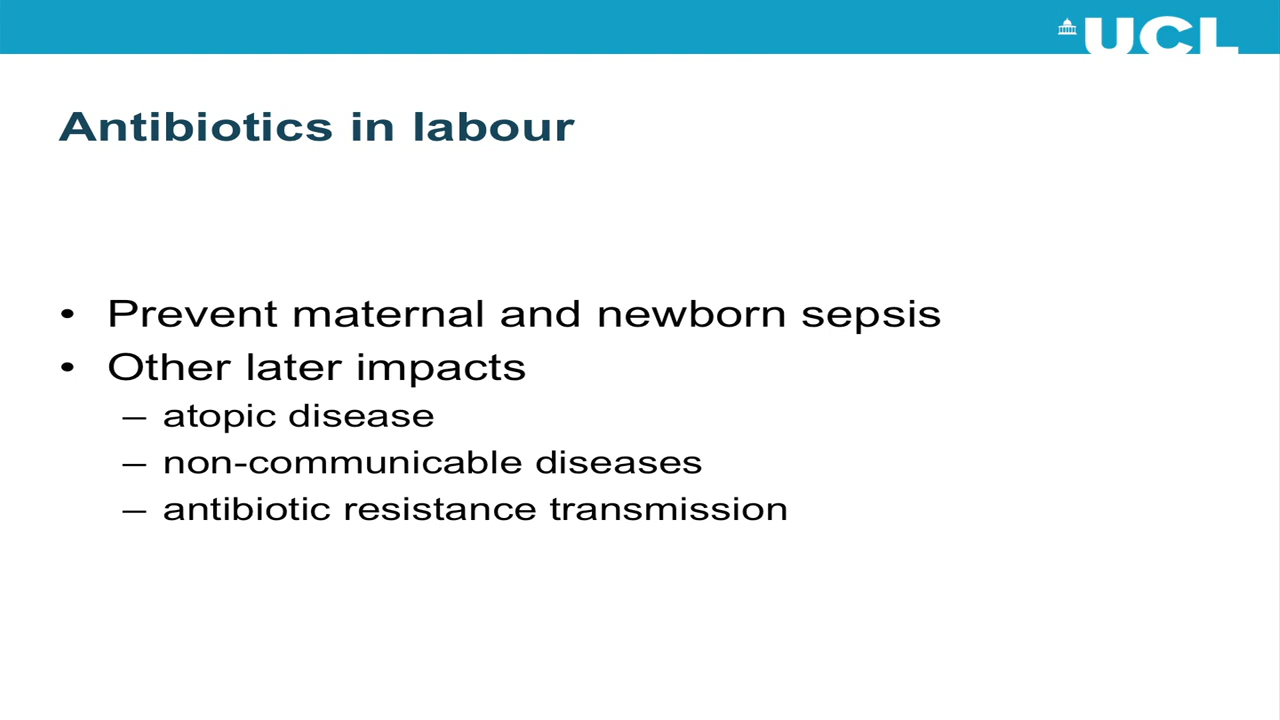 UCL
Antibiotics in labour
• Prevent maternal and newborn sepsis
• Other later impacts
– atopic disease
– non-communicable diseases
– antibiotic resistance transmission